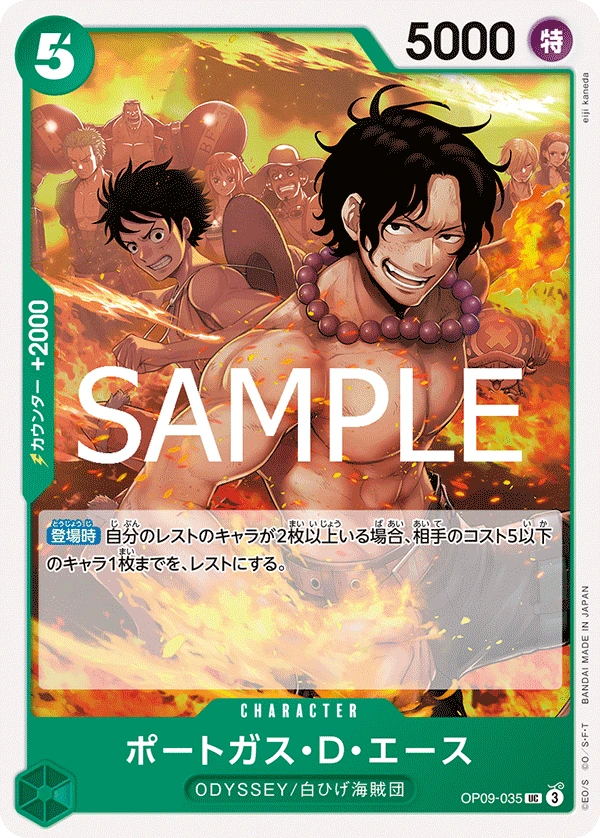 5
5000 特
eiji kaneda
カウンター +2000
SAMPLE
登場時 自分のレストのキャラが2枚以上いる場合、相手のコスト5以下
のキャラ1枚までを、レストにする。
CHARACTER
ポートガス・D・エース
ODYSSEY/白ひげ海賊団
OP09-035 UC 3
©E.O/S ©O/S・F・T BANDAI MADE IN JAPAN